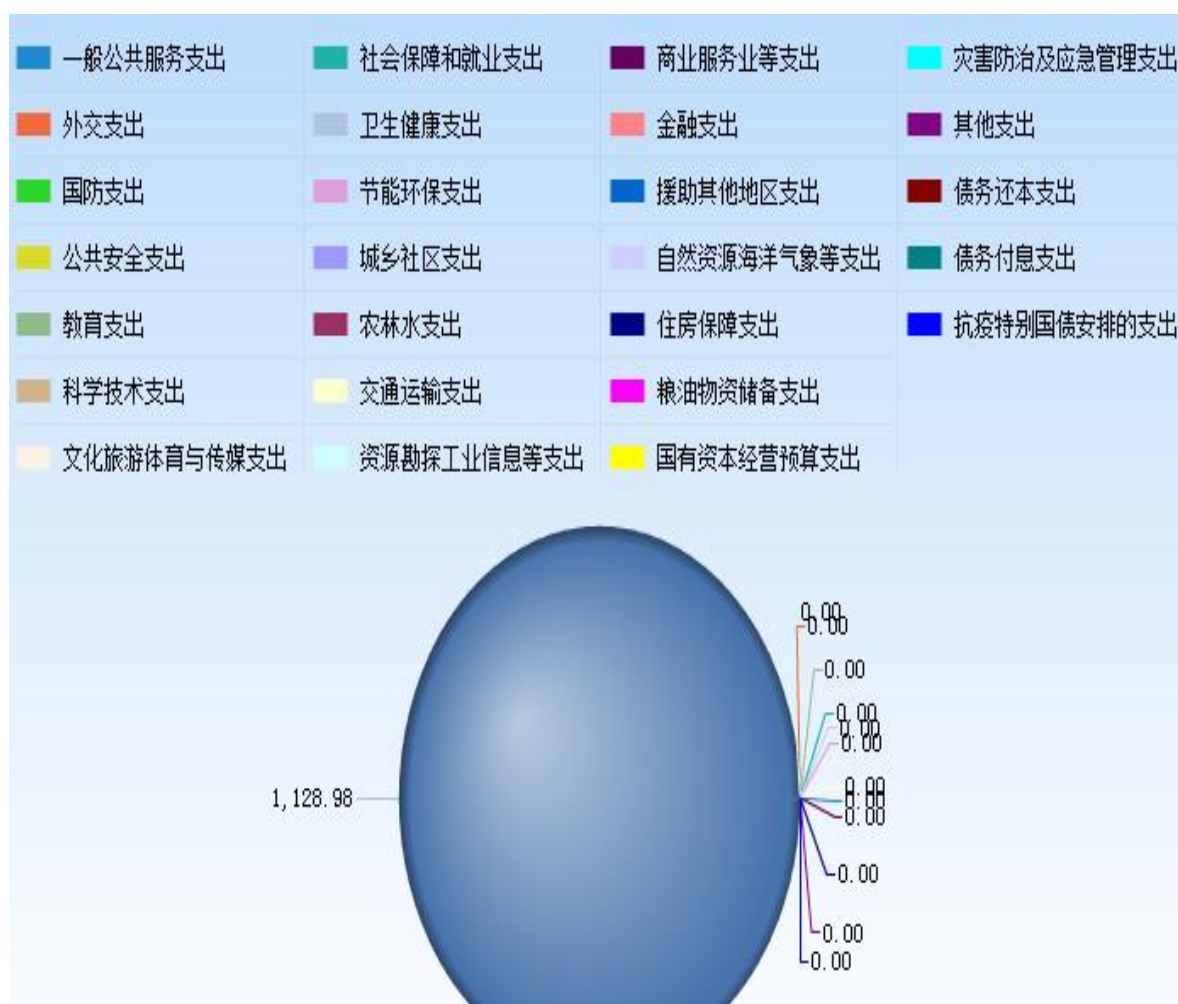 一般公共服务支出
社会保障和就业支出
商业服务业等支出
灾害防治及应急管理支出
外交支出
卫生健康支出
金融支出
其他支出
国防支出
节能环保支出
援助其他地区支出
债务还本支出
公共安全支出
城乡社区支出
自然资源海洋气象等支出
债务付息支出
教育支出
农林水支出
住房保障支出
抗疫特别国债安排的支出
科学技术支出
交通运输支出
粮油物资储备支出
文化旅游体育与传媒支出
资源勘探工业信息等支出
国有资本经营预算支出
0.00
0.00
0.00
0.00
0.00
0.00
1,128.98
0.00
0.00
0.00
0.00
0.00